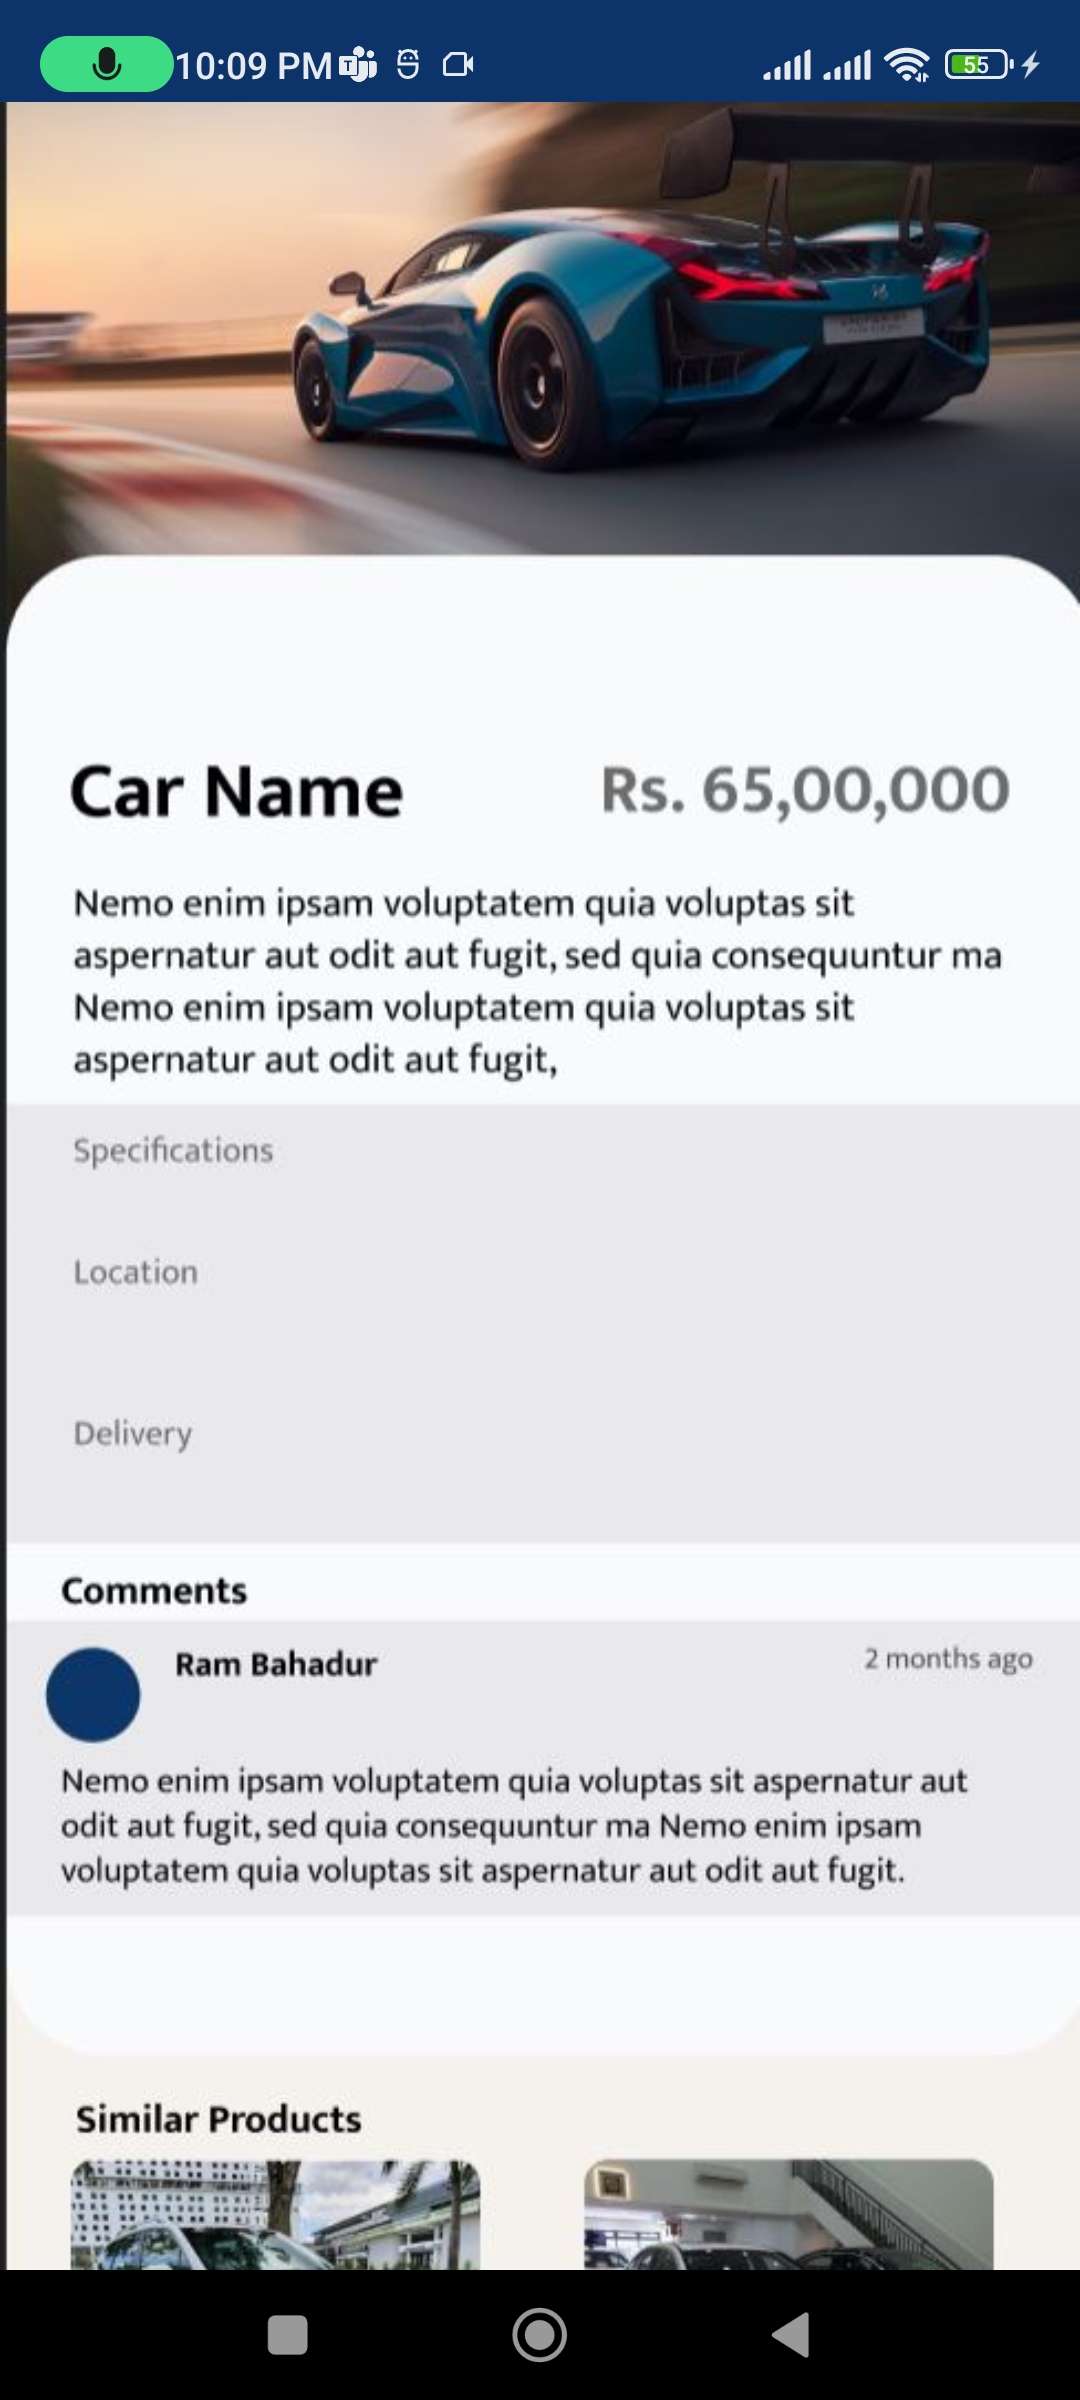 10:09 PM
55
Car Name
Rs. 65,00,000
Nemo enim ipsam voluptatem quia voluptas sit
aspernatur aut odit aut fugit, sed quia consequuntur ma
Nemo enim ipsam voluptatem quia voluptas sit
aspernatur aut odit aut fugit,
Specifications
Location
Delivery
Comments
Ram Bahadur
2 months ago
Nemo enim ipsam voluptatem quia voluptas sit aspernatur aut
odit aut fugit, sed quia consequuntur ma Nemo enim ipsam
voluptatem quia voluptas sit aspernatur aut odit aut fugit.
Similar Products